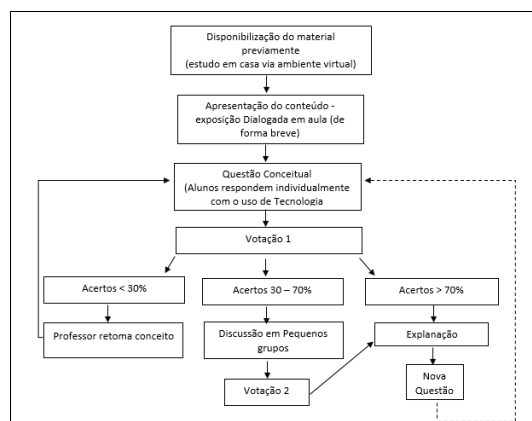 Disponibilização do material
previamente
(estudo em casa via ambiente virtual)
Apresentação do conteúdo -
exposição Dialogada em aula (de
forma breve)
Questão Conceitual
(Alunos respondem individualmente
com o uso de Tecnologia
Votação 1
Acertos < 30%
Acertos 30 – 70%
Acertos > 70%
Professor retoma conceito
Discussão em Pequenos
grupos
Explanação
Votação 2
Nova
Questão